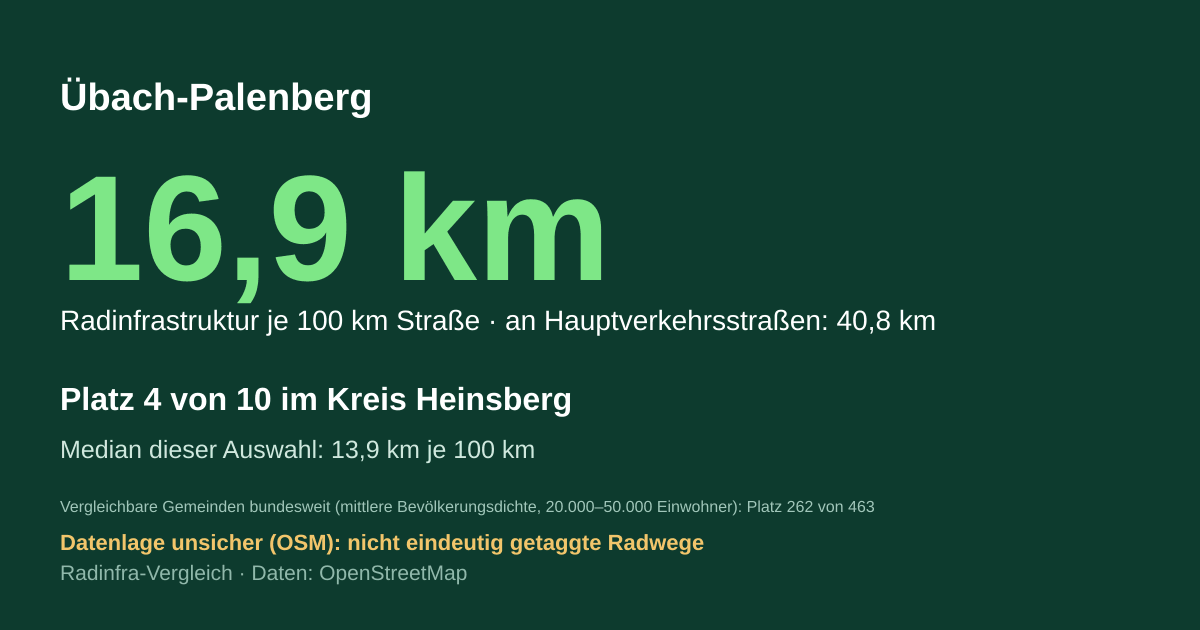 Übach-Palenberg
16,9 km
Radinfrastruktur je 100 km Straße · an Hauptverkehrsstraßen: 40,8 km
Platz 4 von 10 im Kreis Heinsberg
Median dieser Auswahl: 13,9 km je 100 km
Vergleichbare Gemeinden bundesweit (mittlere Bevölkerungsdichte, 20.000–50.000 Einwohner): Platz 262 von 463
Datenlage unsicher (OSM): nicht eindeutig getaggte Radwege
Radinfra-Vergleich · Daten: OpenStreetMap